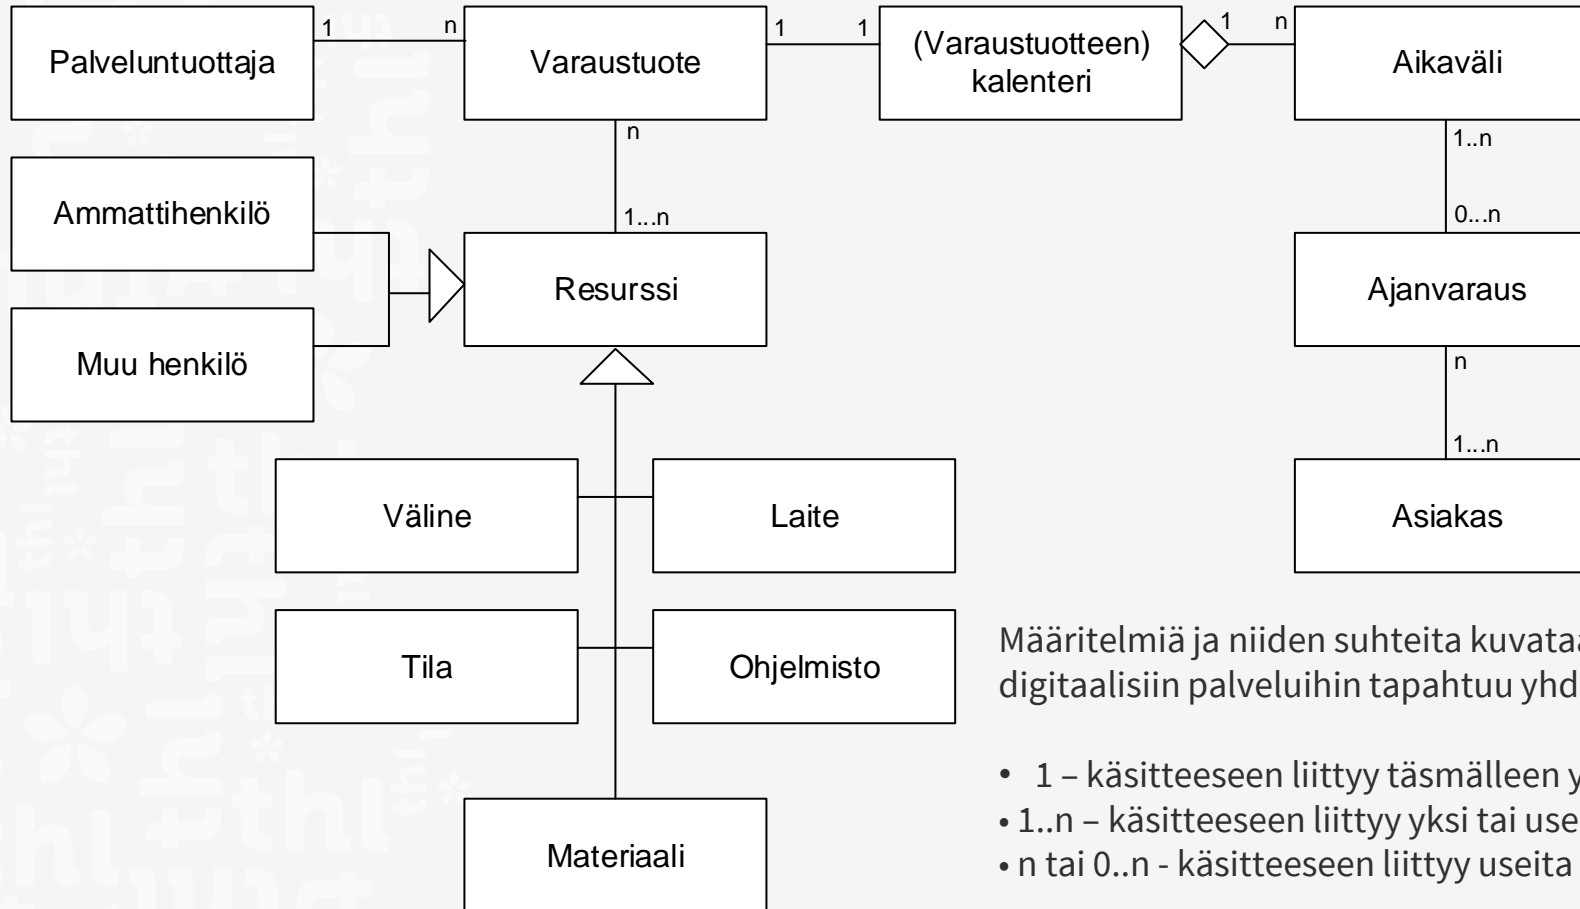 Palveluntuottaja
1
n
Varaustuote
1
1
(Varaustuotteen)
kalenteri
1
n
Aikaväli
n
1...n
1..n
0...n
Ammattihenkilö
Muu henkilö
Resurssi
Ajanvaraus
n
1...n
Väline
Laite
Asiakas
Tila
Ohjelmisto
Materiaali
Määritelmiä ja niiden suhteita kuvataa
digitaalisiin palveluihin tapahtuu yhd
• 1 – käsitteeseen liittyy täsmälleen y
• 1..n – käsitteeseen liittyy yksi tai use
• n tai 0..n - käsitteeseen liittyy useita